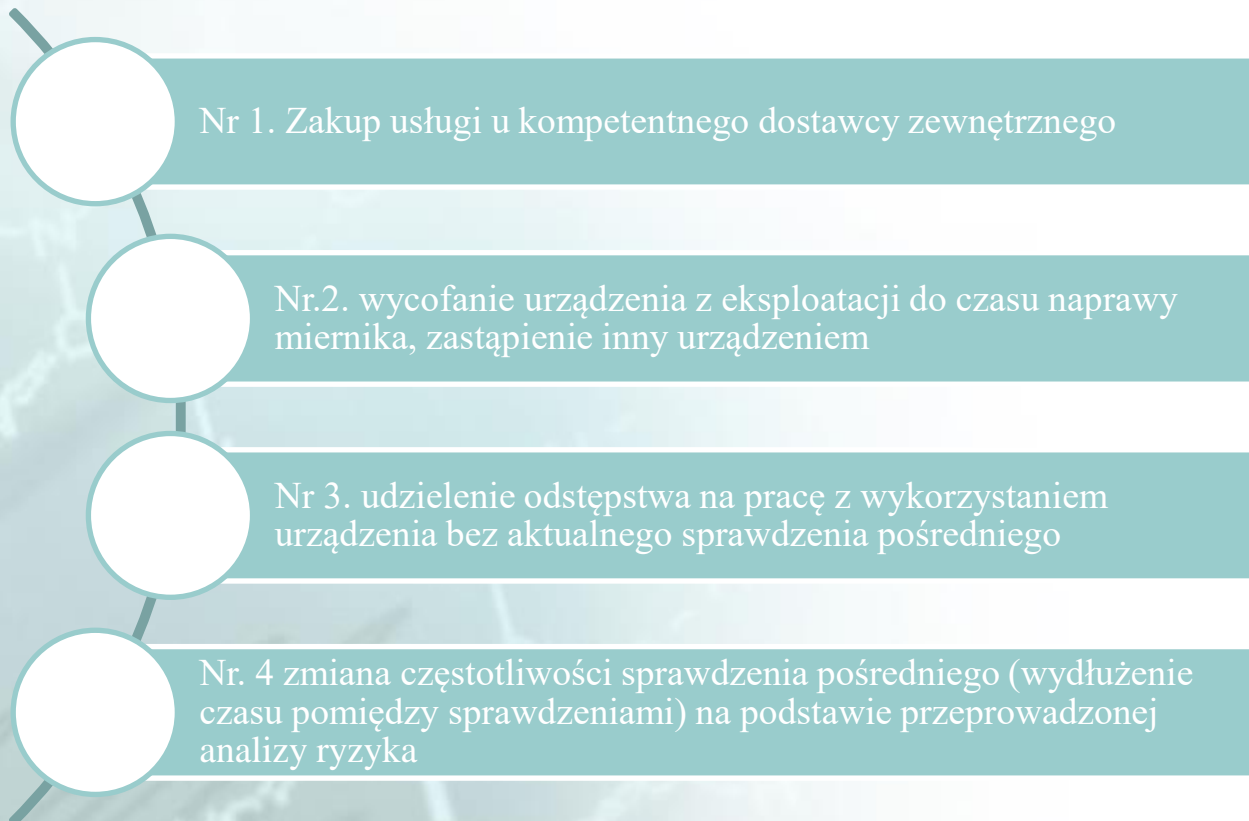 Nr 1. Zakup usługi u kompetentnego dostawcy zewnętrznego
Nr.2. wycofanie urządzenia z eksploatacji do czasu naprawy
miernika, zastąpienie inny urządzeniem
Nr 3. udzielenie odstępstwa na pracę z wykorzystaniem
urządzenia bez aktualnego sprawdzenia pośredniego
Nr. 4 zmiana częstotliwości sprawdzenia pośredniego (wydłużenie
czasu pomiędzy sprawdzeniami) na podstawie przeprowadzonej
analizy ryzyka